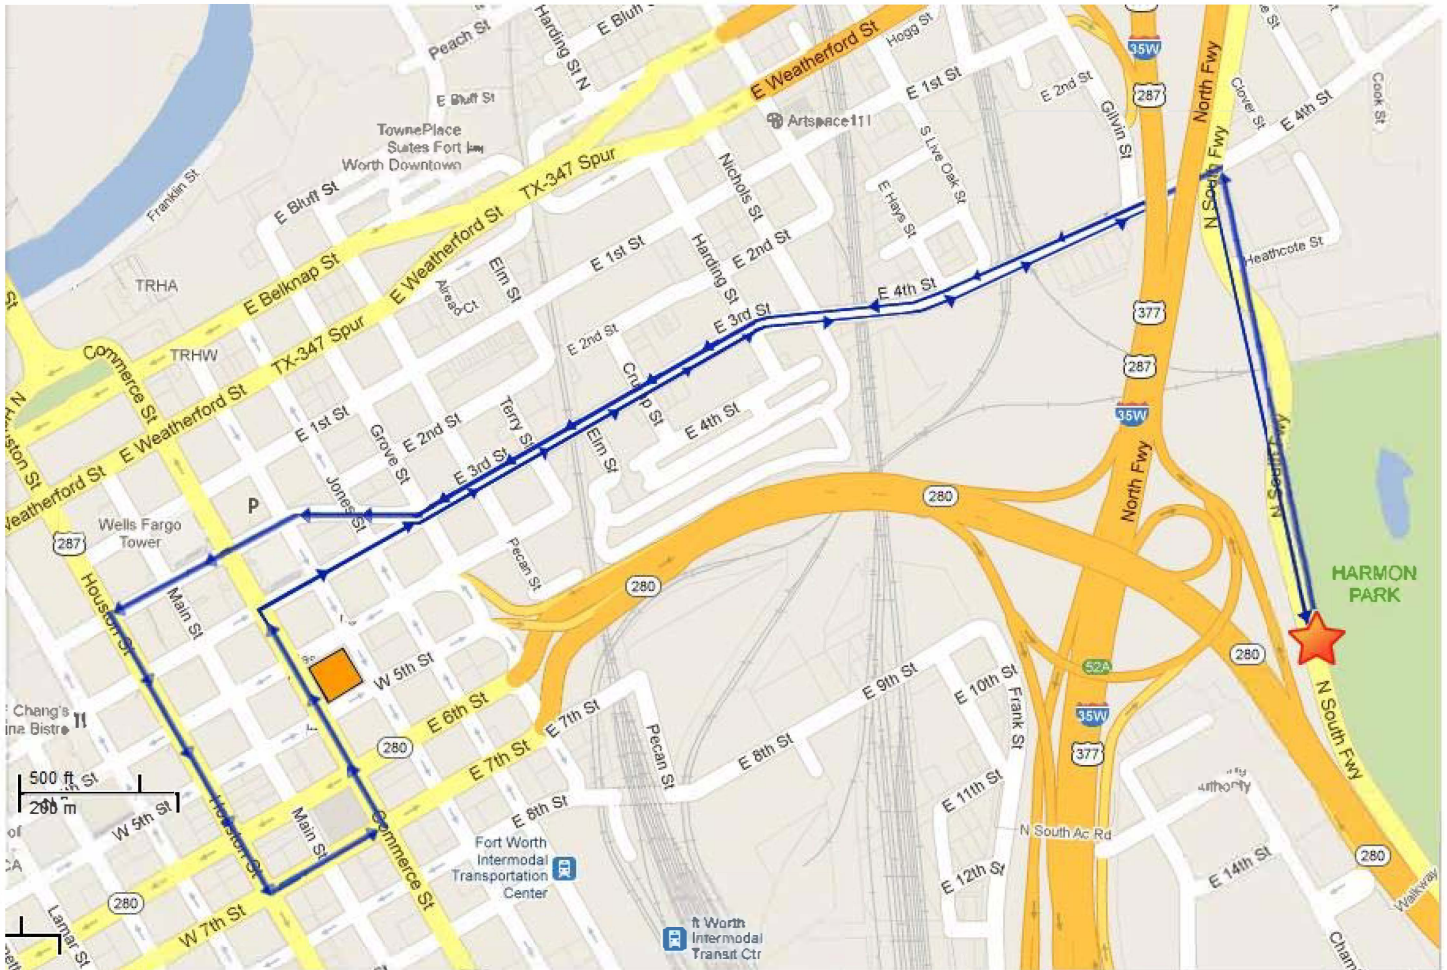 Peach St
Harding St N
E Bluff St
E Weatherford St
Hogg St
35W
287
North Fwy
Cook St
E Bluff St
E 1st St
E 2nd St
Clover St
E 4th St
TownePlace
Suites Fort
Worth Downtown
Artspace111
Gilvin St
N South Fwy
TX-347 Spur
Nichols St
S Live Oak St
Franklin St
E Bluff St
E Hays St
E Weatherford St
E 1st St
E 2nd St
Harding St
Heathcote St
TRHA
E Belknap St
Elm St
E 4th St
377
E 3rd St
TX-347 Spur
E 2nd St
TRHW
Commerce St
287
35W
E Weatherford St
E 1st St
Grove St
E 2nd St
Terry St
E 4th St
Elm St
E 3rd St
North Fwy
280
Weatherford St
Jones St
P
Wells Fargo
Tower
287
Pecan St
280
HARMON
PARK
Houston St
Main St
W 5th St
280
52A
E 6th St
E 9th St
E 10th St
Frank St
35W
377
N South Fwy
Chang's
E 7th St
280
E 7th St
Pecan St
E 8th St
500 ft
200 m
W 5th St
Houston St
Main St
Commerce St
E 8th St
E 11th St
N South Ac Rd
Fort Worth
Intermodal
Transportation
Center
E 12th St
E 14th St
280
Walkway
280
W 7th St
Lamar St
ft Worth
Intermodal
Transit Ctr